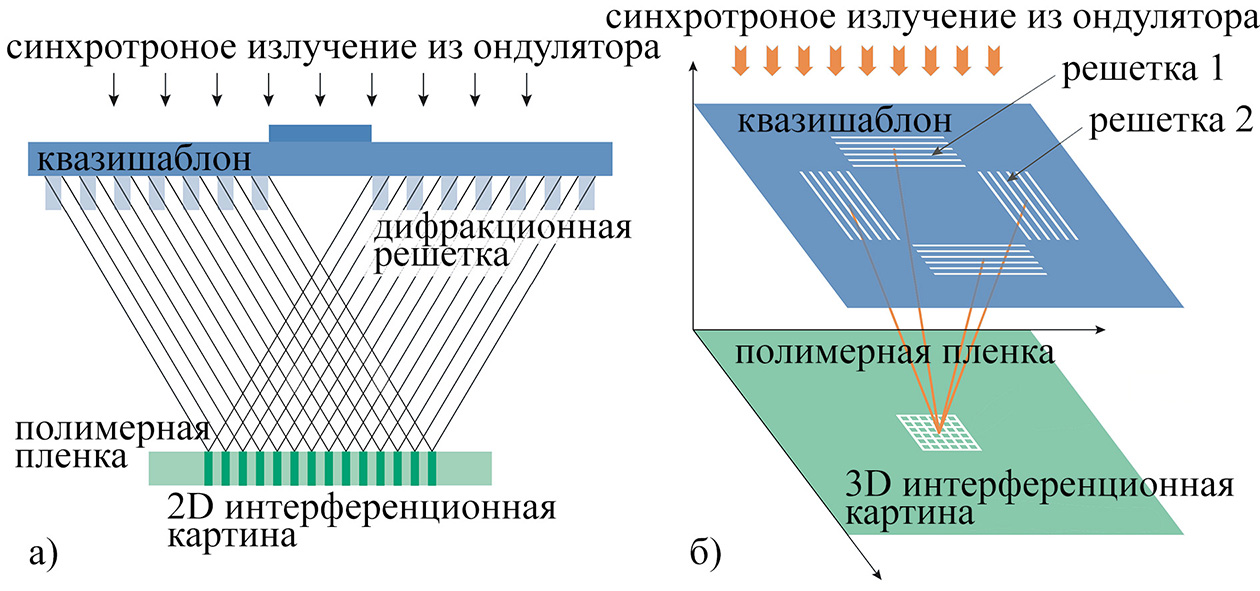 синхротроное излучение из ондулятора
квазишаблон
дифракционная
решетка
полимерная
пленка
2D интерференционная
картина
а)
синхротроное излучение из ондулятора
решетка 1
квазишаблон
решетка 2
полимерная пленка
3D интерференционная
картина
б)